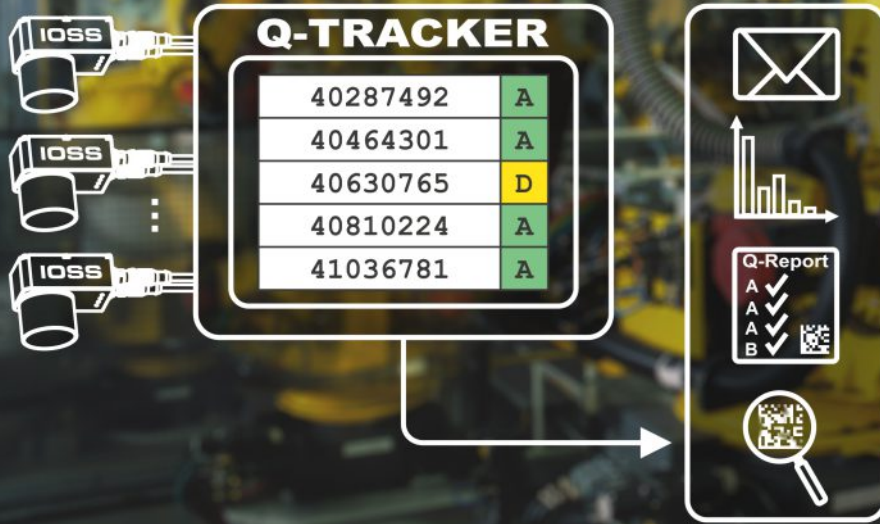 IOSS
IOSS
IOSS
Q-TRACKER
40287492 A
40464301 A
40630765 D
40810224 A
41036781 A
Q-Report
A
A
A
B